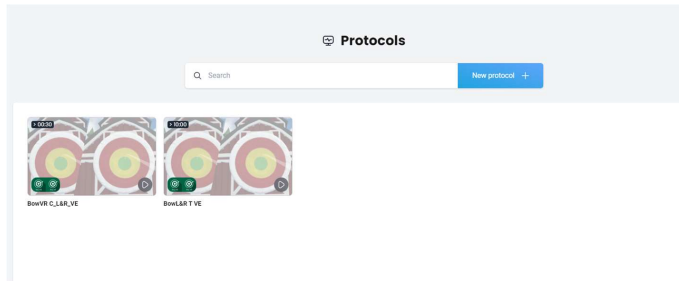 Protocols
Search
New protocol +
> 00:30
> 10:00
BowVR C_L&R_VE
BowL&R T VE